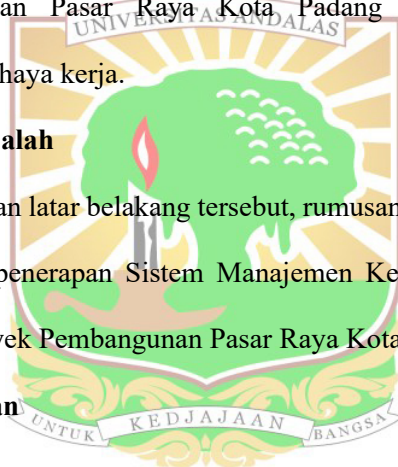 an Pasar Raya Kota Padang
UNIVERSITAS ANDALAS
haya kerja.
alah
an latar belakang tersebut, rumusan
penerapan Sistem Manajemen Ke
yek Pembangunan Pasar Raya Kota
an
UNTUK KEDJAJAAN BANGSA